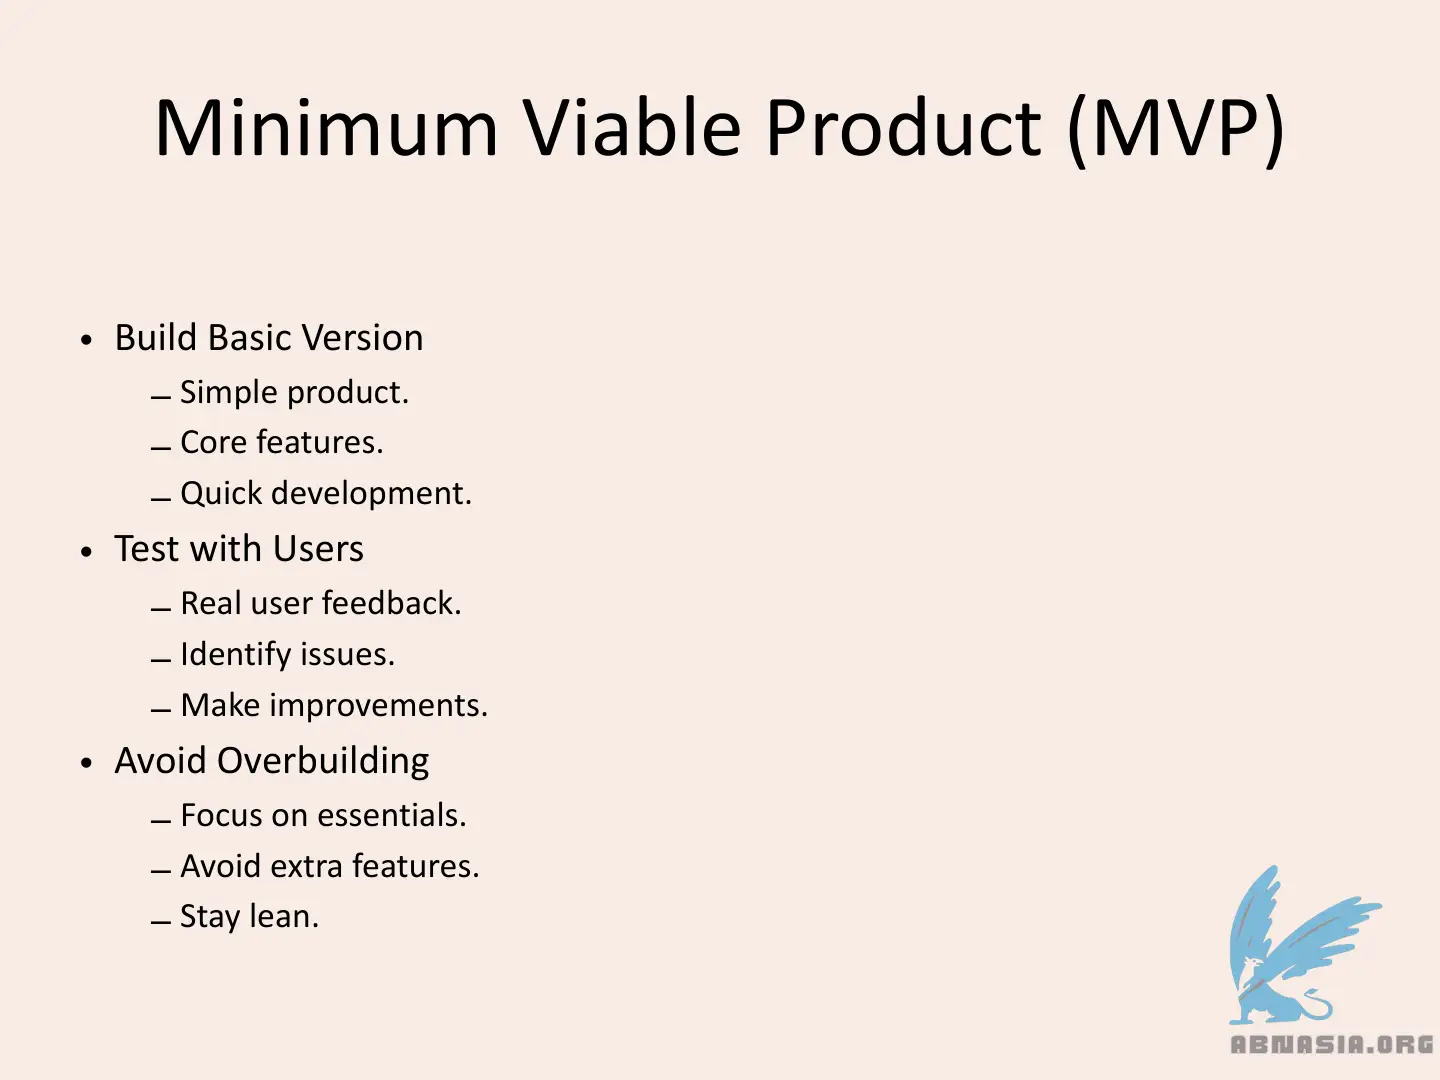 Minimum Viable Product (MVP)
• Build Basic Version
– Simple product.
– Core features.
– Quick development.
• Test with Users
– Real user feedback.
– Identify issues.
– Make improvements.
• Avoid Overbuilding
– Focus on essentials.
– Avoid extra features.
– Stay lean.
ABNASIA.ORG